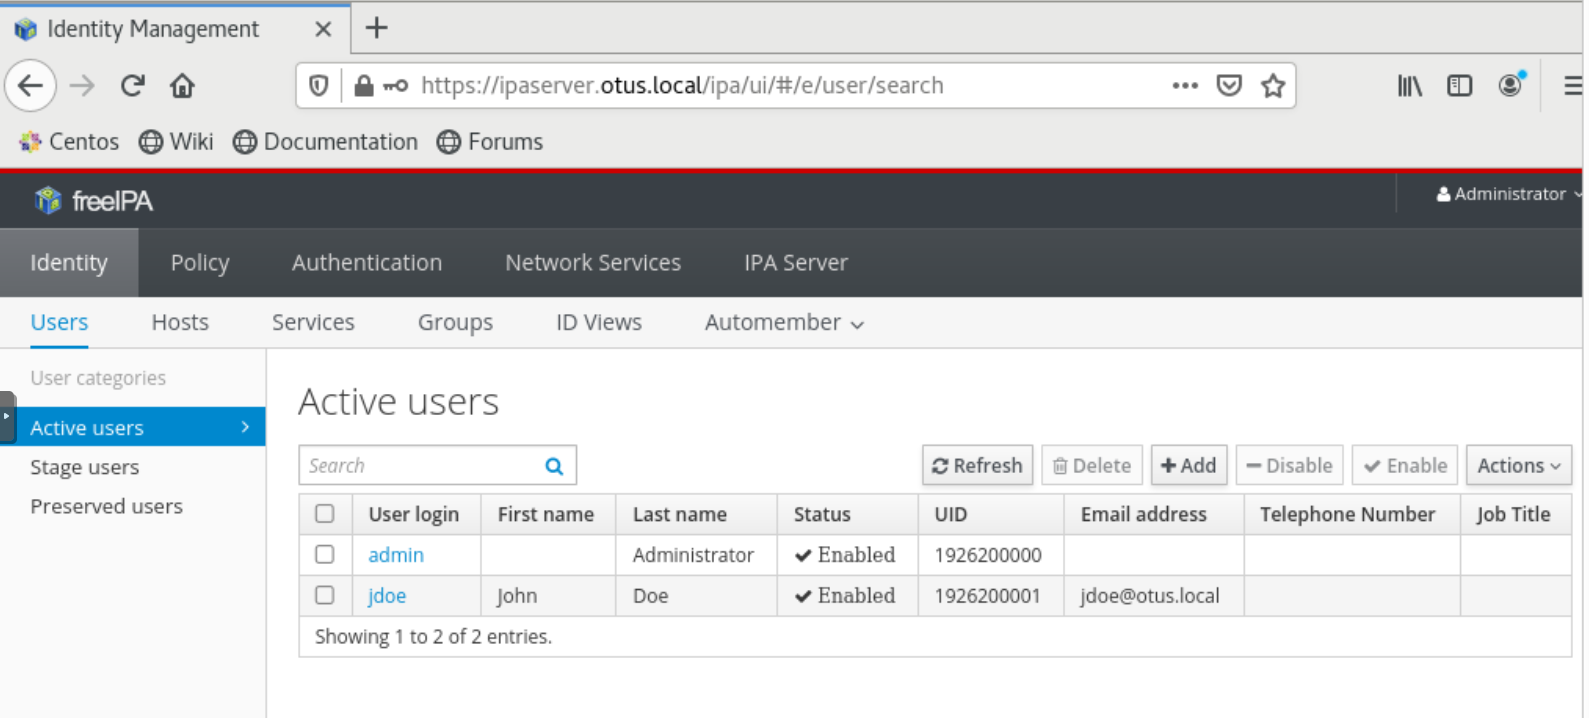 Identity Management
https://ipaserver.otus.local/ipa/ui/#/e/user/search
Centos Wiki Documentation Forums
freeIPA Administrator
Identity Policy Authentication Network Services IPA Server
Users Hosts Services Groups ID Views Automember
User categories
Active users
Stage users
Preserved users
Active users
Search Refresh Delete Add Disable Enable Actions
User login First name Last name Status UID Email address Telephone Number Job Title
admin Administrator Enabled 1926200000
jdoe John Doe Enabled 1926200001 jdoe@otus.local
Showing 1 to 2 of 2 entries.